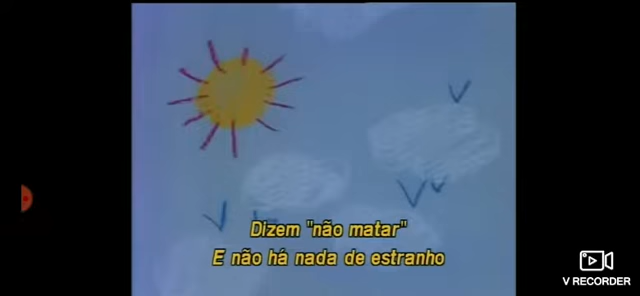 Dizem "não matar"
E não há nada de estranho
V RECORDER